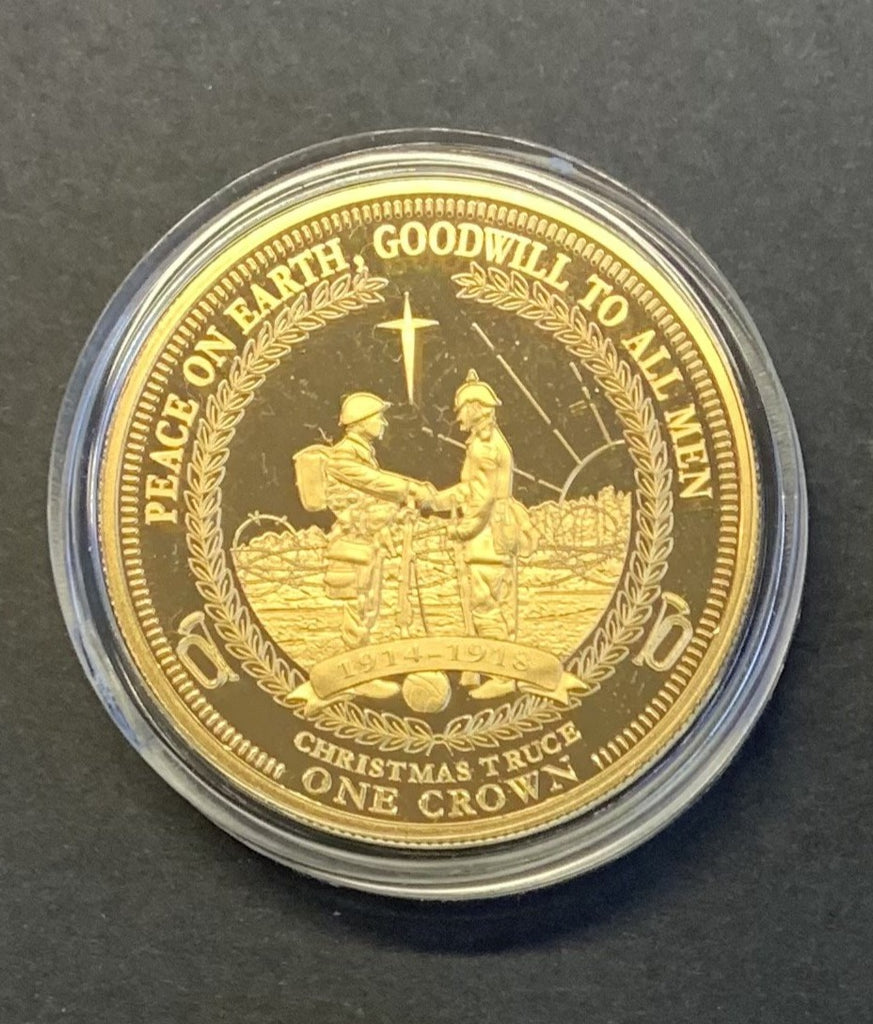 PEACE ON EARTH, GOODWILL TO ALL MEN
1914-1918
CHRISTMAS TRUCE
ONE CROWN